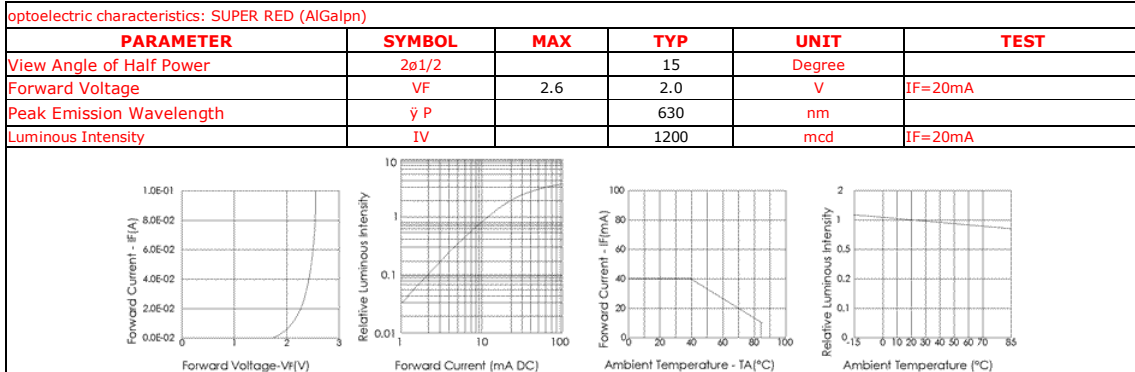 optoelectric characteristics: SUPER RED (AlGalpn)
PARAMETER SYMBOL MAX TYP UNIT TEST
View Angle of Half Power 2ø1/2 15 Degree
Forward Voltage VF 2.6 2.0 V IF=20mA
Peak Emission Wavelength ÿ P 630 nm
Luminous Intensity IV 1200 mcd IF=20mA
Forward Current - IF(A)
1.0E-01
8.0E-02
6.0E-02
4.0E-02
2.0E-02
0.0E-02
0 1 2 3
Forward Voltage-VF(V)
Relative Luminous Intensity
10
1
0.1
0.01
1 10 100
Forward Current (mA DC)
Forward Current - IF(mA)
100
80
60
40
20
0
0 20 40 60 80 100
Ambient Temperature - TA(°C)
Relative Luminous Intensity
2
1
0.5
0.2
0.1
0
-15 0 10 20 30 40 50 60 70 85
Ambient Temperature (°C)